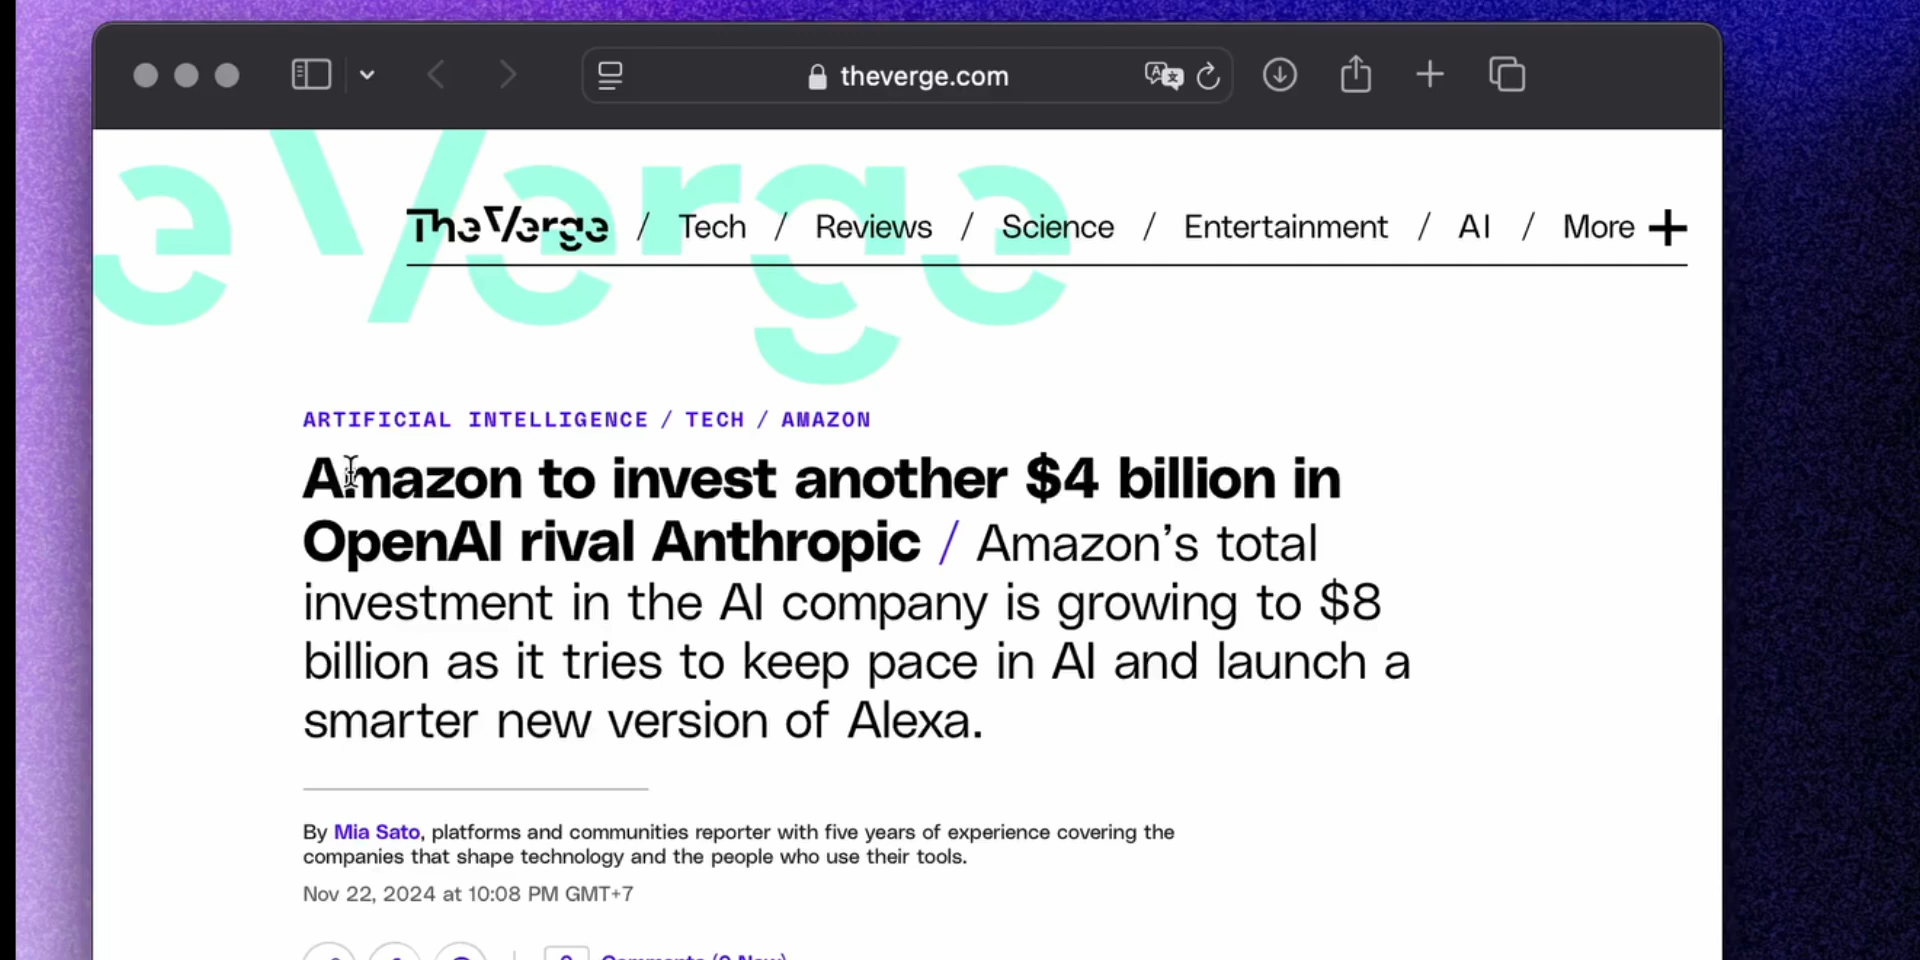 theverge.com
e Verge
The Verge / Tech / Reviews / Science / Entertainment / AI / More +
ARTIFICIAL INTELLIGENCE / TECH / AMAZON
Amazon to invest another $4 billion in
OpenAI rival Anthropic / Amazon’s total
investment in the AI company is growing to $8
billion as it tries to keep pace in AI and launch a
smarter new version of Alexa.
By Mia Sato, platforms and communities reporter with five years of experience covering the
companies that shape technology and the people who use their tools.
Nov 22, 2024 at 10:08 PM GMT+7